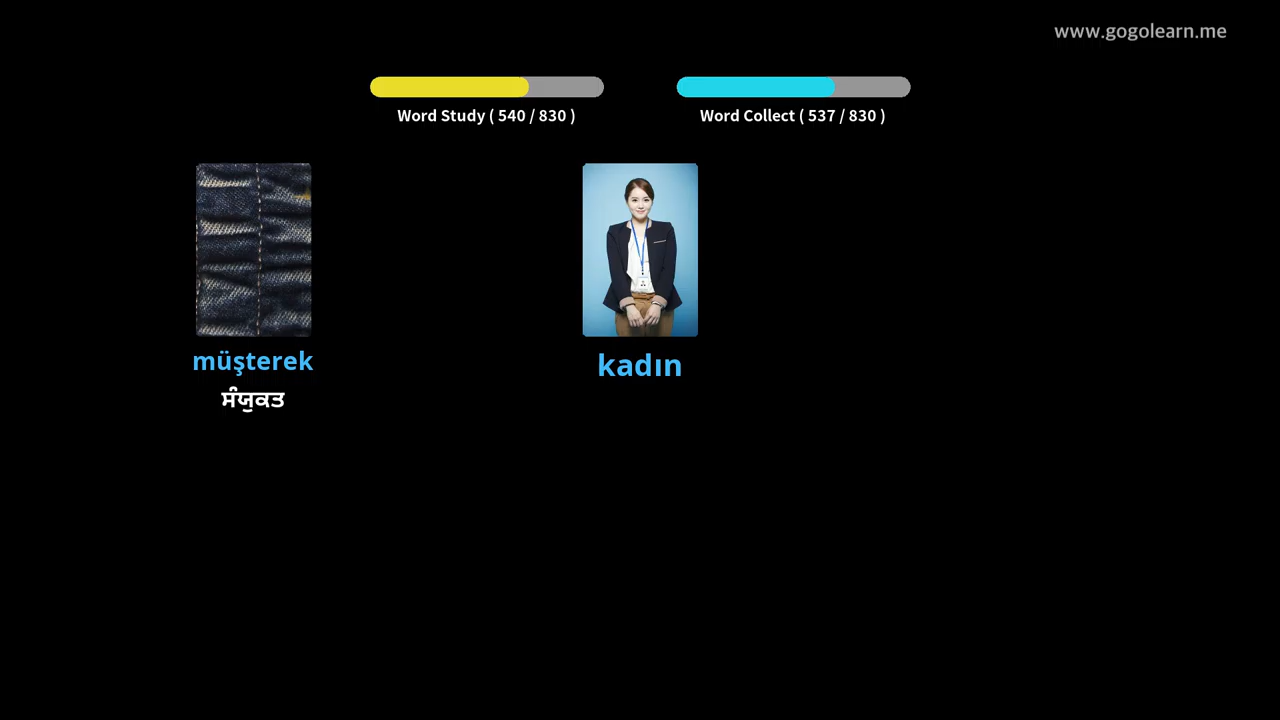 www.gogolearn.me
Word Study ( 540 / 830 )
Word Collect ( 537 / 830 )
müşterek
ਸੰਯੁਕਤ
kadın